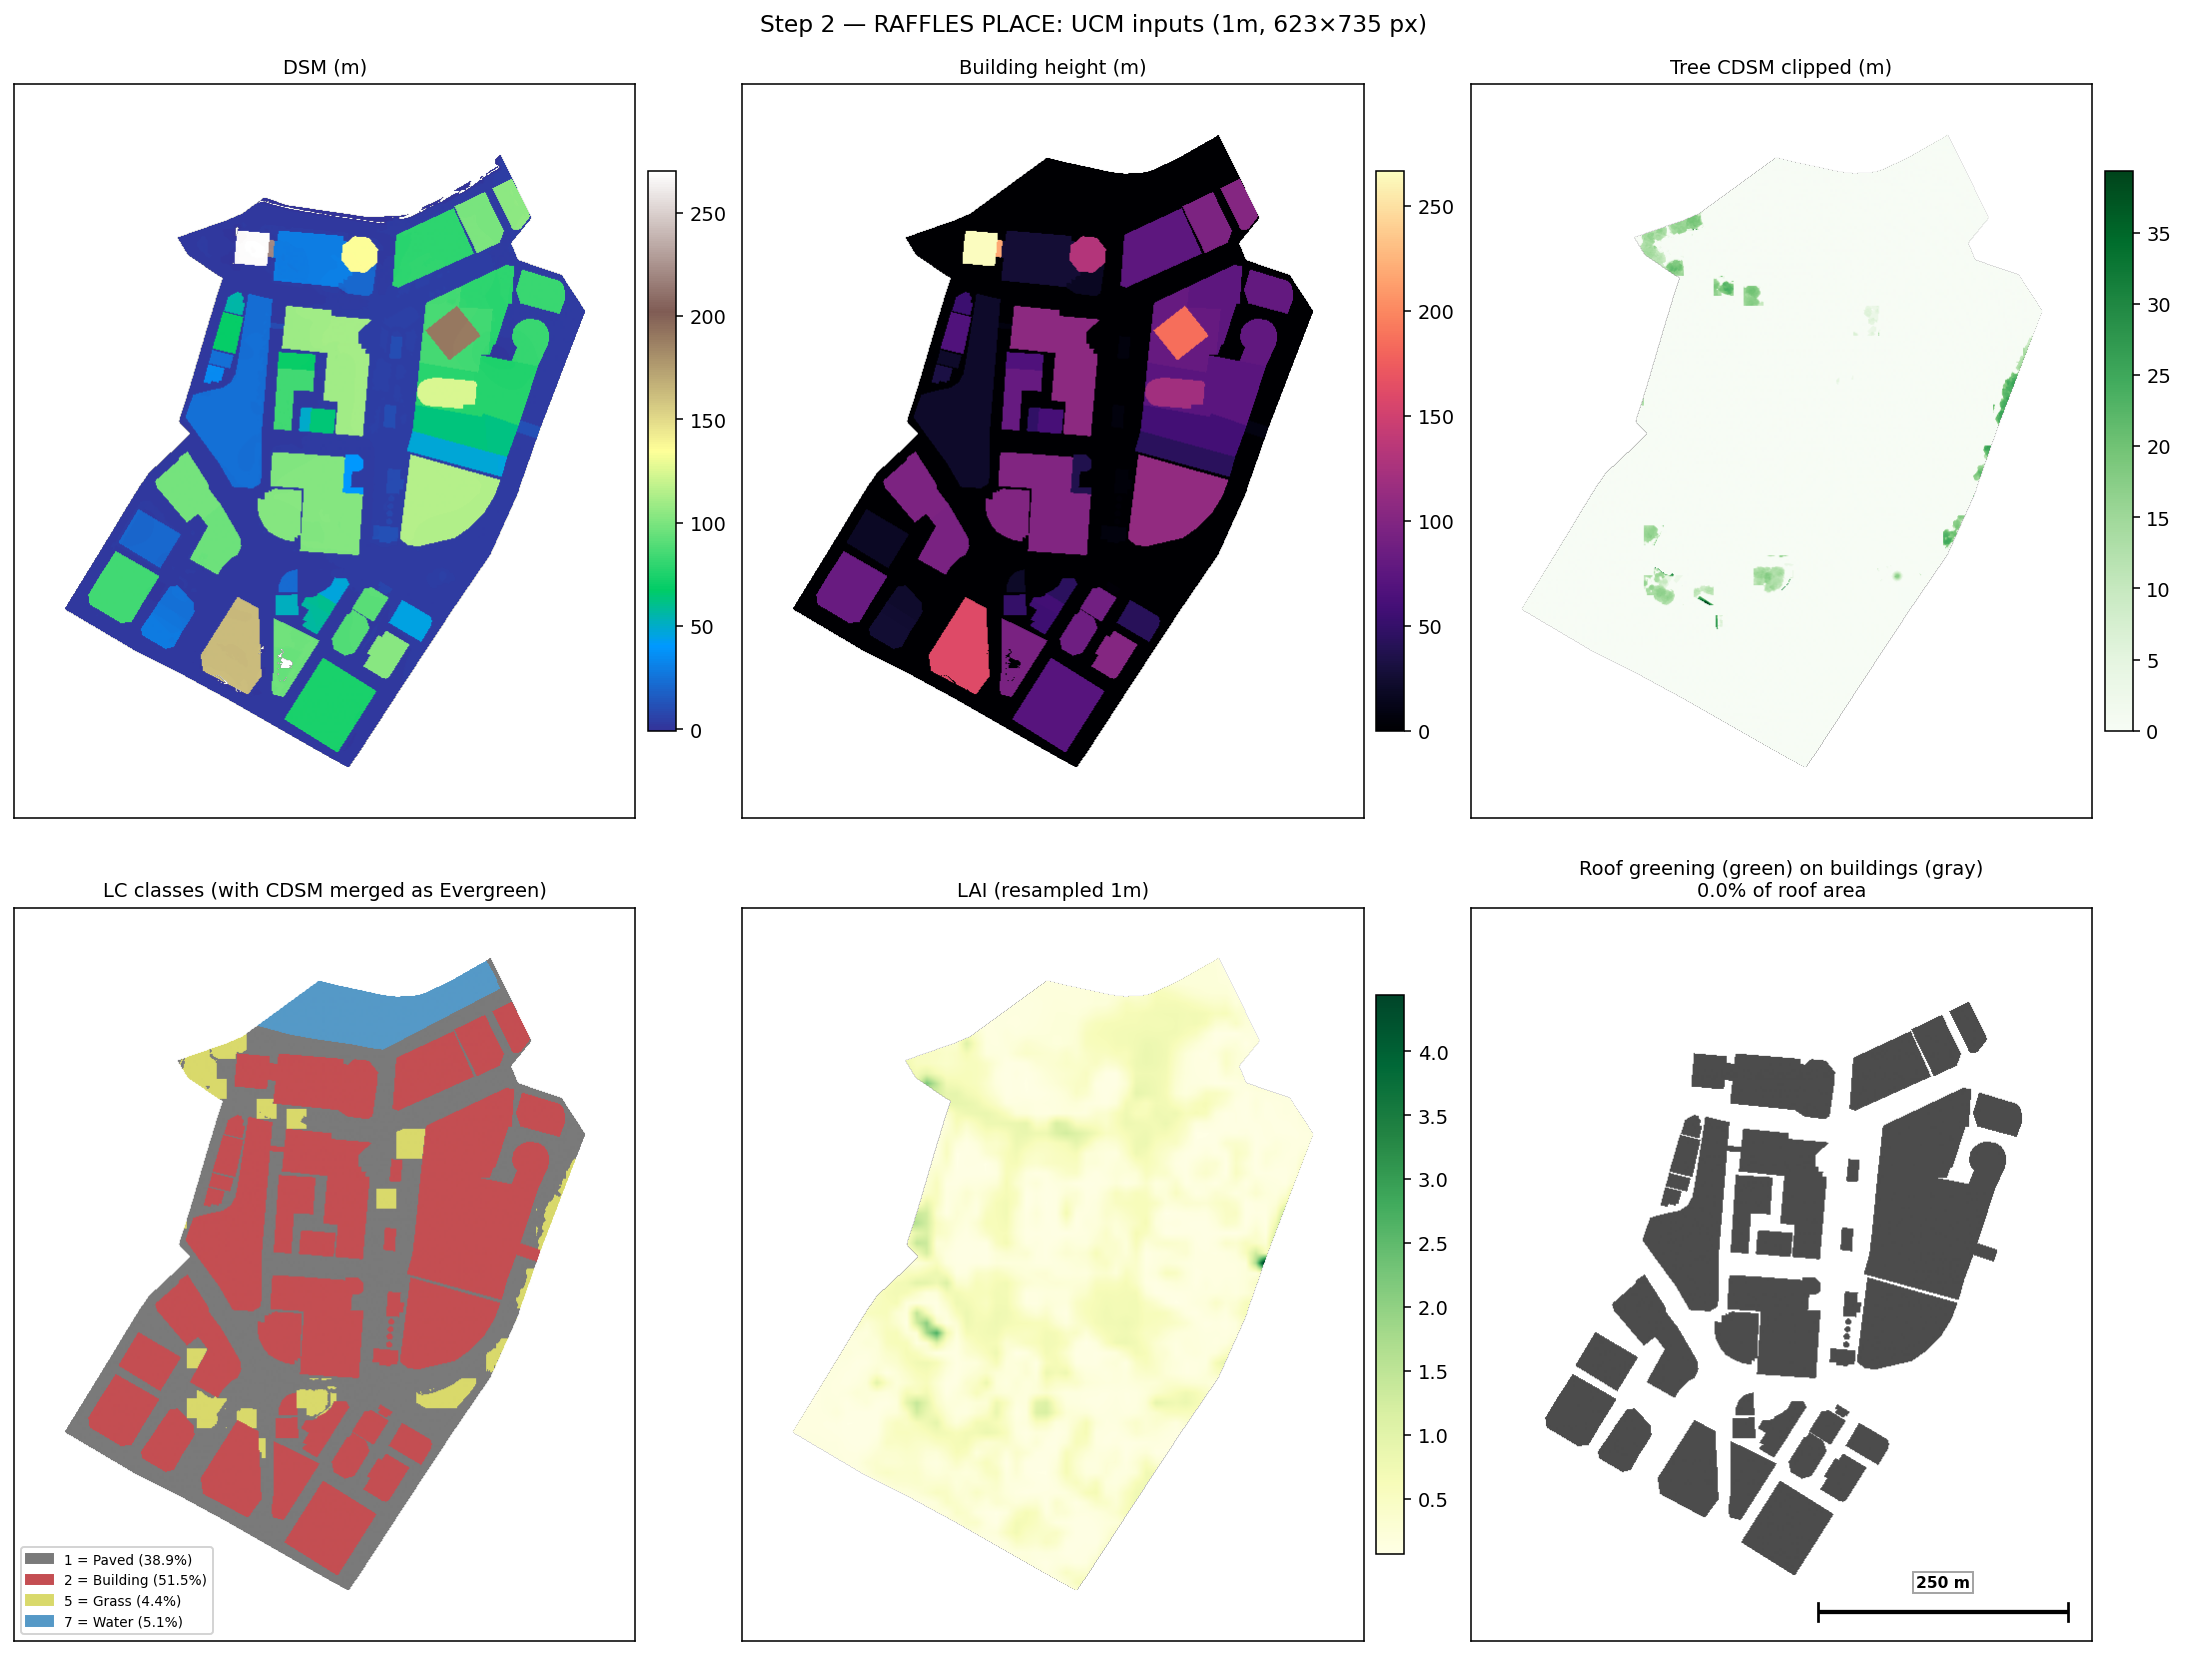 Step 2 — RAFFLES PLACE: UCM inputs (1m, 623×735 px)
DSM (m)
250
200
150
100
50
0
Building height (m)
250
200
150
100
50
0
Tree CDSM clipped (m)
35
30
25
20
15
10
5
0
LC classes (with CDSM merged as Evergreen)
1 = Paved (38.9%)
2 = Building (51.5%)
5 = Grass (4.4%)
7 = Water (5.1%)
LAI (resampled 1m)
4.0
3.5
3.0
2.5
2.0
1.5
1.0
0.5
Roof greening (green) on buildings (gray)
0.0% of roof area
250 m